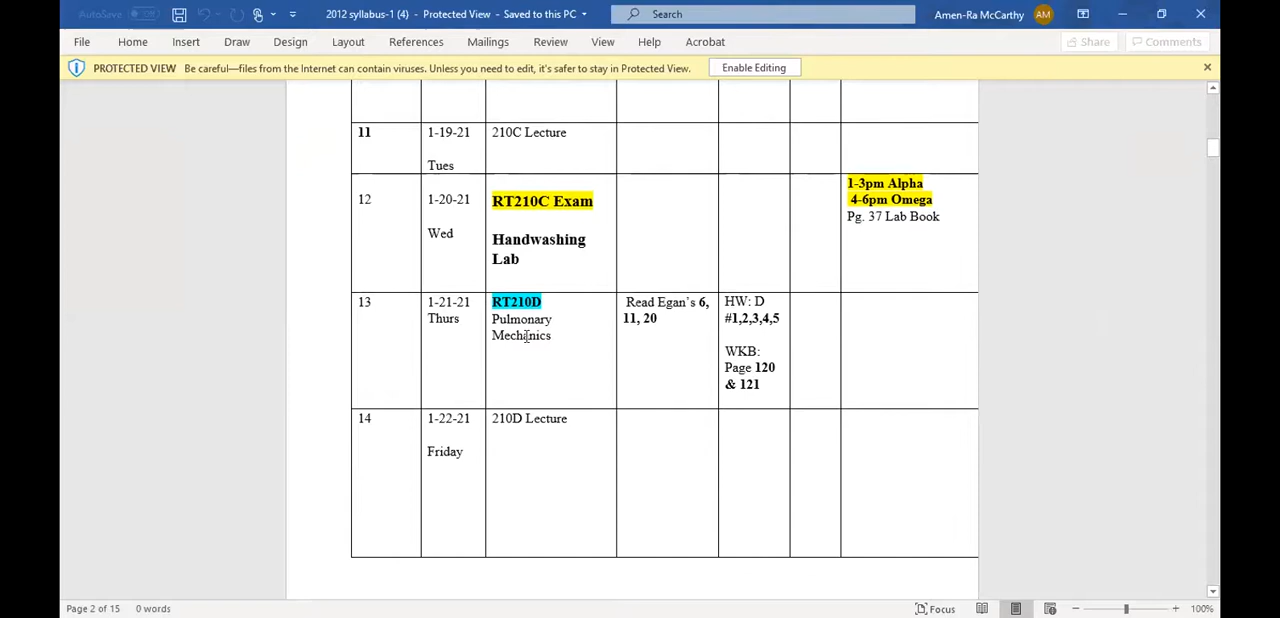 AutoSave Off 2012 syllabus-1 (4) - Protected View - Saved to this PC Search Amen-Ra McCarthy AM
File Home Insert Draw Design Layout References Mailings Review View Help Acrobat Share Comments
PROTECTED VIEW Be careful—files from the Internet can contain viruses. Unless you need to edit, it's safer to stay in Protected View. Enable Editing
11 1-19-21 210C Lecture
Tues
1-3pm Alpha
12 1-20-21 RT210C Exam 4-6pm Omega
Pg. 37 Lab Book
Wed Handwashing
Lab
13 1-21-21 RT210D Read Egan's 6, HW: D
Thurs Pulmonary 11, 20 #1,2,3,4,5
Mechanics
WKB:
Page 120
& 121
14 1-22-21 210D Lecture
Friday
Page 2 of 15 0 words Focus 100%